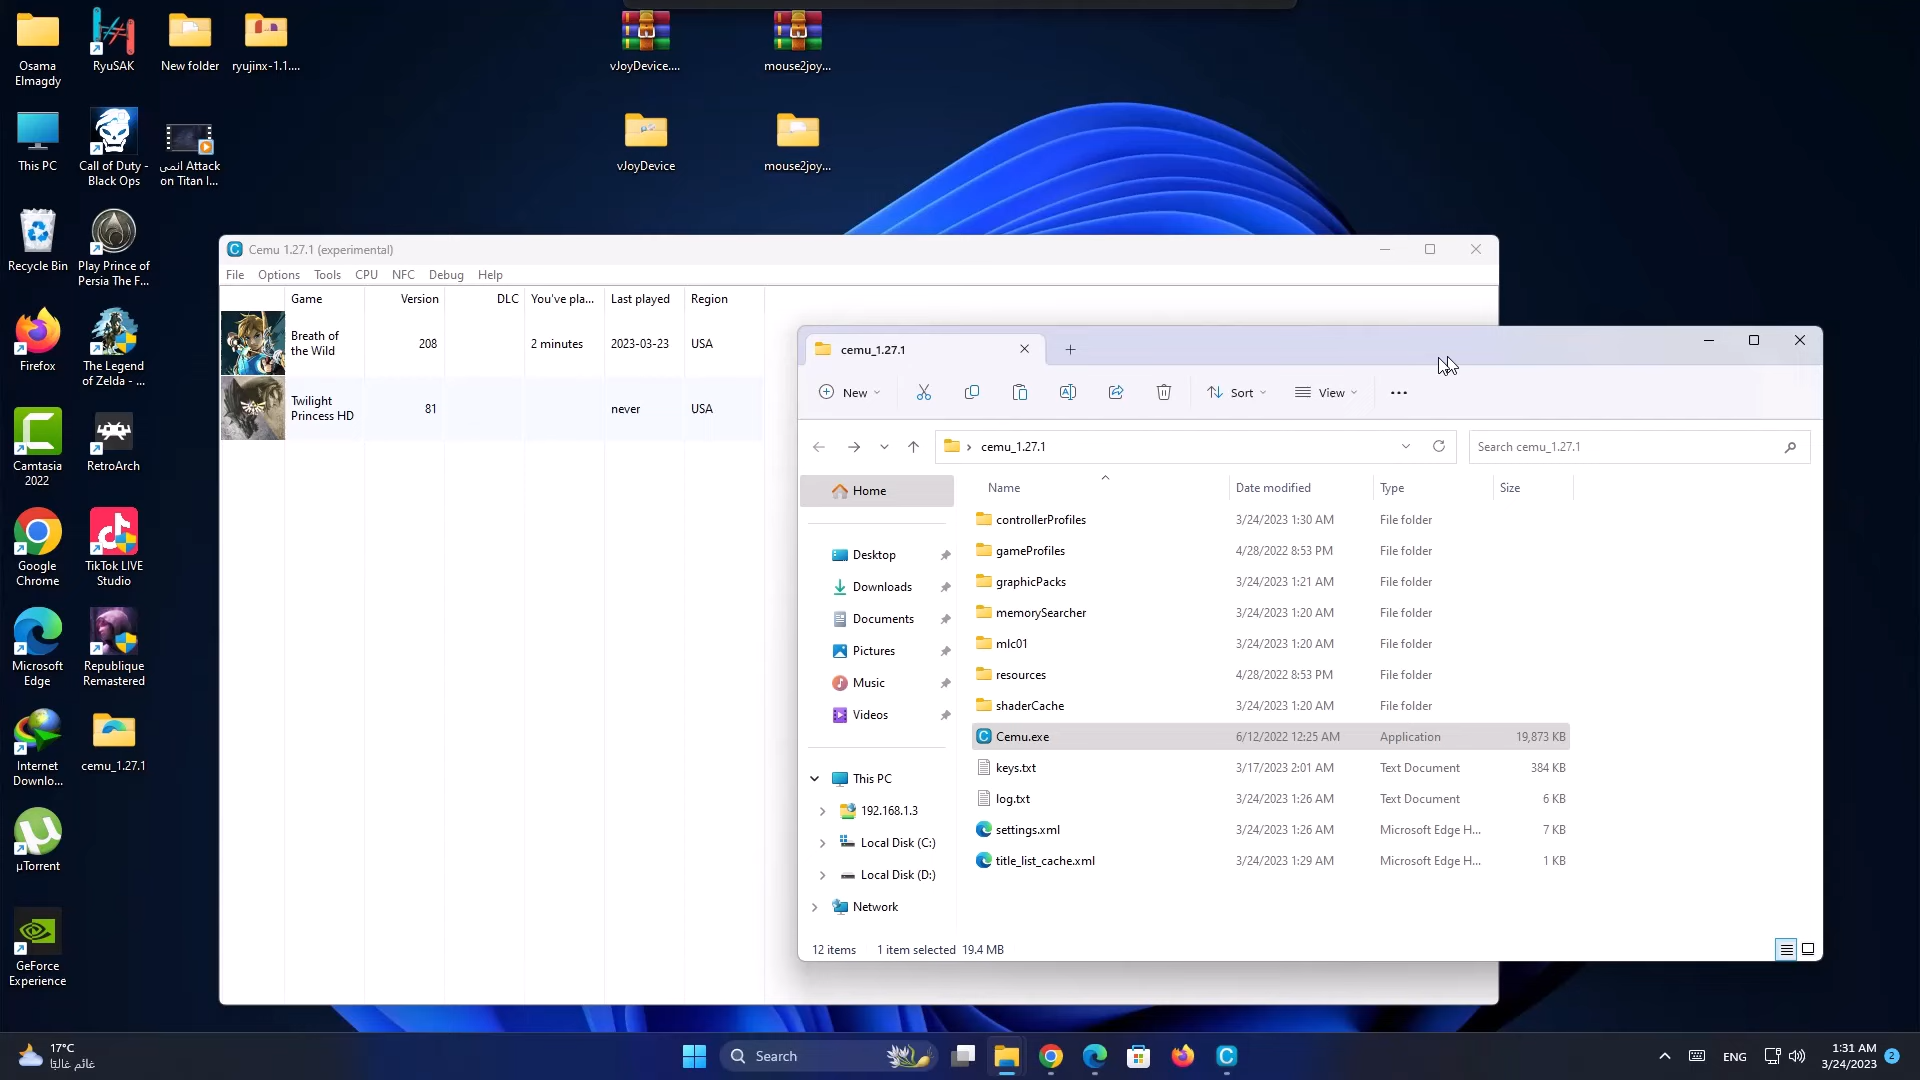 Osama
Elmagdy
RyuSAK
New folder
ryujinx-1.1....
vJoyDevice....
mouse2joy...
This PC
Call of Duty -
Black Ops
انمي Attack
on Titan I...
vJoyDevice
mouse2joy...
Recycle Bin
Play Prince of
Persia The F...
Firefox
The Legend
of Zelda - ...
Camtasia
2022
RetroArch
Google
Chrome
TikTok LIVE
Studio
Microsoft
Edge
Republique
Remastered
Internet
Downlo...
cemu_1.27.1
µTorrent
GeForce
Experience
Cemu 1.27.1 (experimental)
File Options Tools CPU NFC Debug Help
Game Version DLC You've pla... Last played Region
Breath of
the Wild
208 2 minutes 2023-03-23 USA
Twilight
Princess HD
81 never USA
cemu_1.27.1
New Sort View
cemu_1.27.1
Search cemu_1.27.1
Home
Desktop
Downloads
Documents
Pictures
Music
Videos
This PC
192.168.1.3
Local Disk (C:)
Local Disk (D:)
Network
Name Date modified Type Size
controllerProfiles 3/24/2023 1:30 AM File folder
gameProfiles 4/28/2022 8:53 PM File folder
graphicPacks 3/24/2023 1:21 AM File folder
memorySearcher 3/24/2023 1:20 AM File folder
mlc01 3/24/2023 1:20 AM File folder
resources 4/28/2022 8:53 PM File folder
shaderCache 3/24/2023 1:20 AM File folder
Cemu.exe 6/12/2022 12:25 AM Application 19,873 KB
keys.txt 3/17/2023 2:01 AM Text Document 384 KB
log.txt 3/24/2023 1:26 AM Text Document 6 KB
settings.xml 3/24/2023 1:26 AM Microsoft Edge H... 7 KB
title_list_cache.xml 3/24/2023 1:29 AM Microsoft Edge H... 1 KB
12 items 1 item selected 19.4 MB
17°C
غائم غالبًا
Search
ENG
1:31 AM
3/24/2023
2